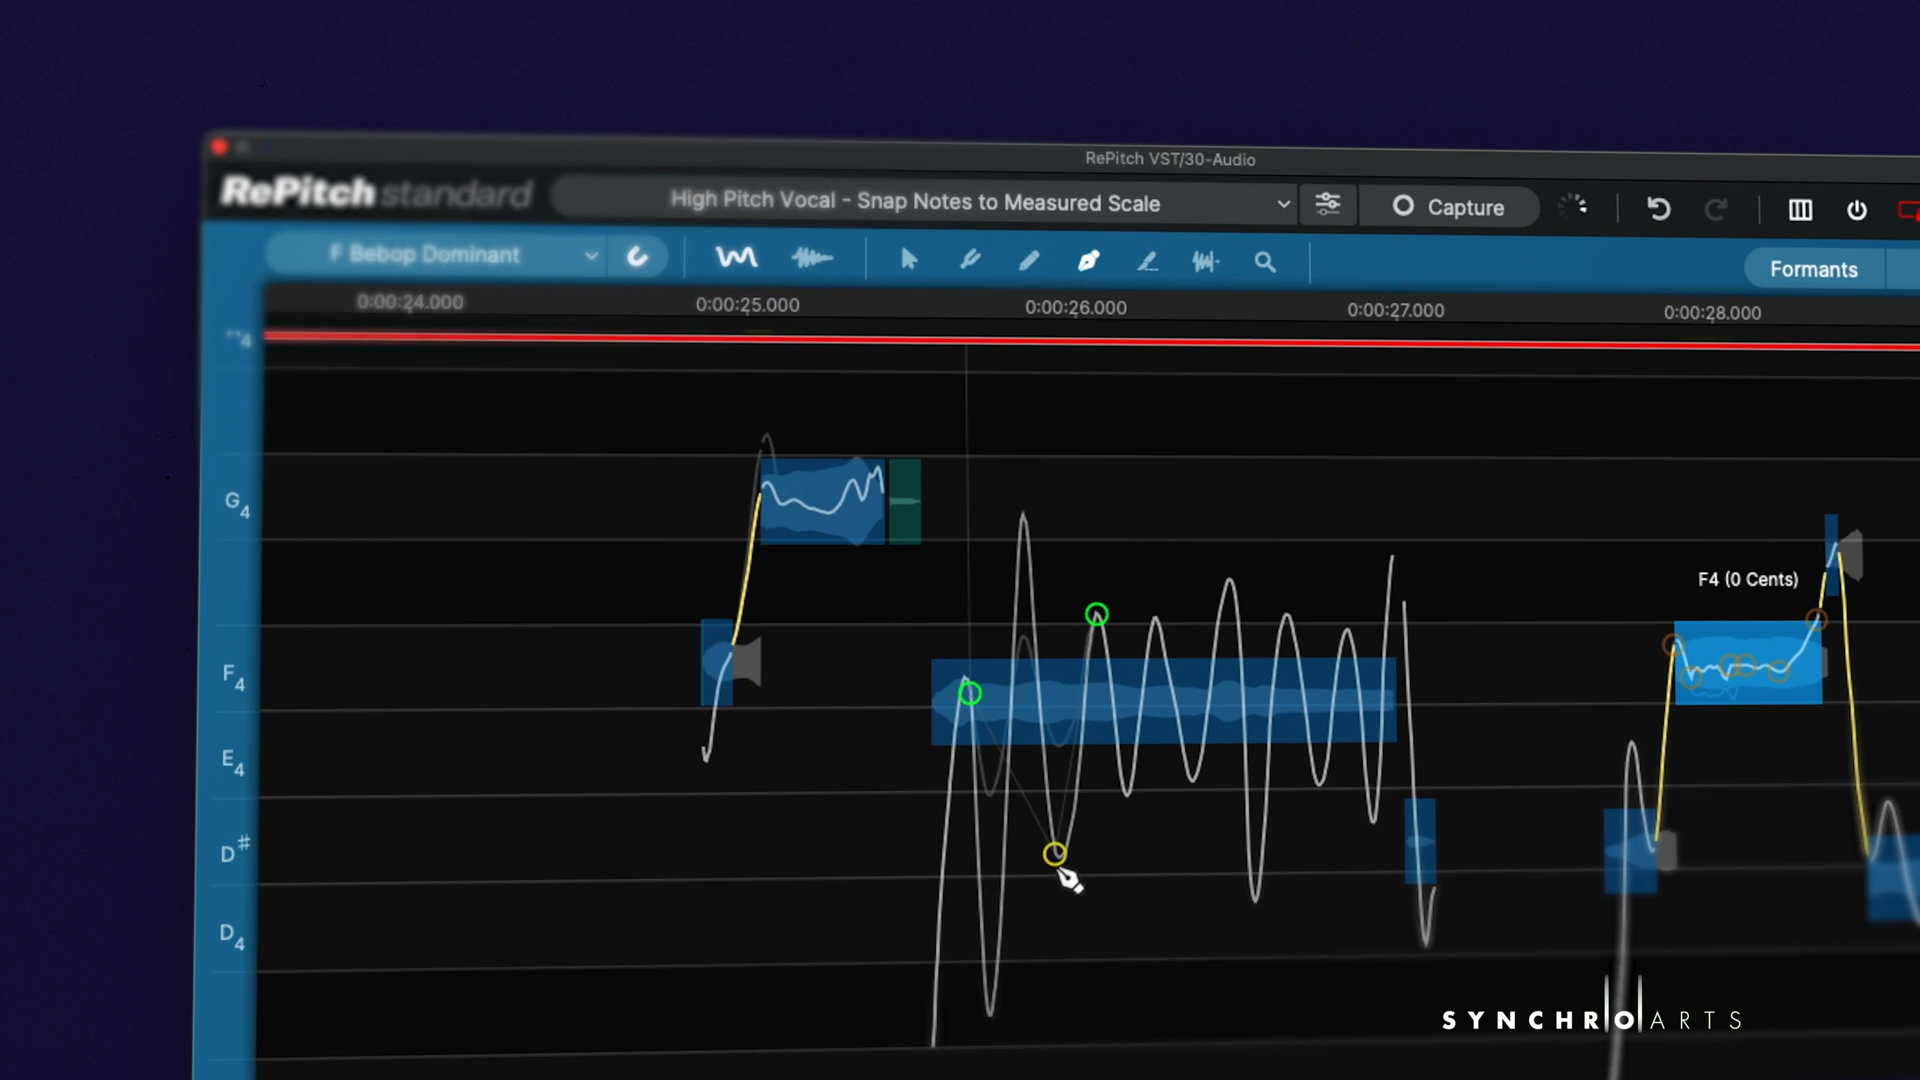 RePitch VST/30-Audio
RePitch standard
High Pitch Vocal - Snap Notes to Measured Scale
Capture
F Bebop Dominant
Formants
0:00:24.000
0:00:25.000
0:00:26.000
0:00:27.000
0:00:28.000
G4
F4 (0 Cents)
F4
E4
D#
D4
SYNCHRO ARTS